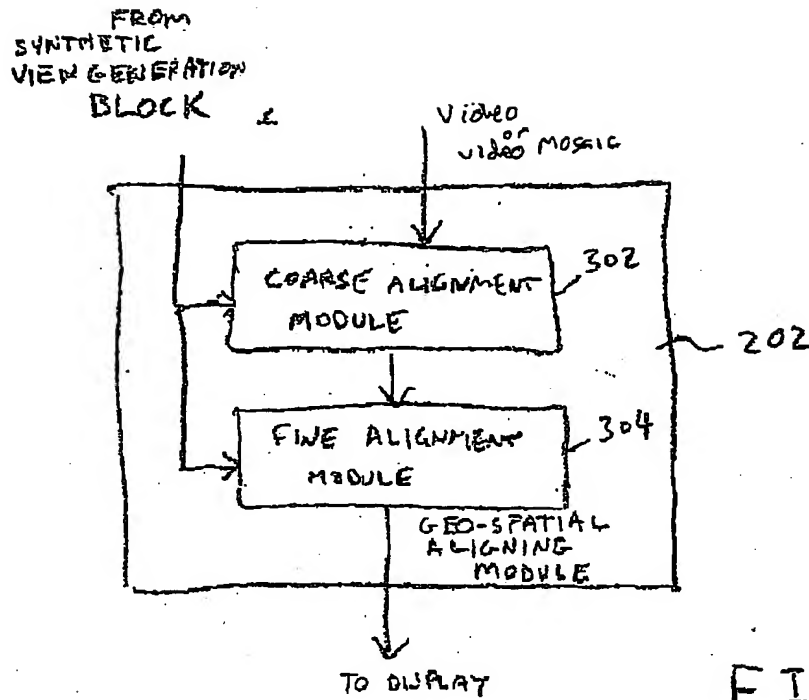 FROM
SYNTHETIC
VIEW GENERATION
BLOCK
Video
or
video MOSAIC
COARSE ALIGNMENT
MODULE
302
202
FINE ALIGNMENT
MODULE
304
GEO-SPATIAL
ALIGNING
MODULE
TO DISPLAY